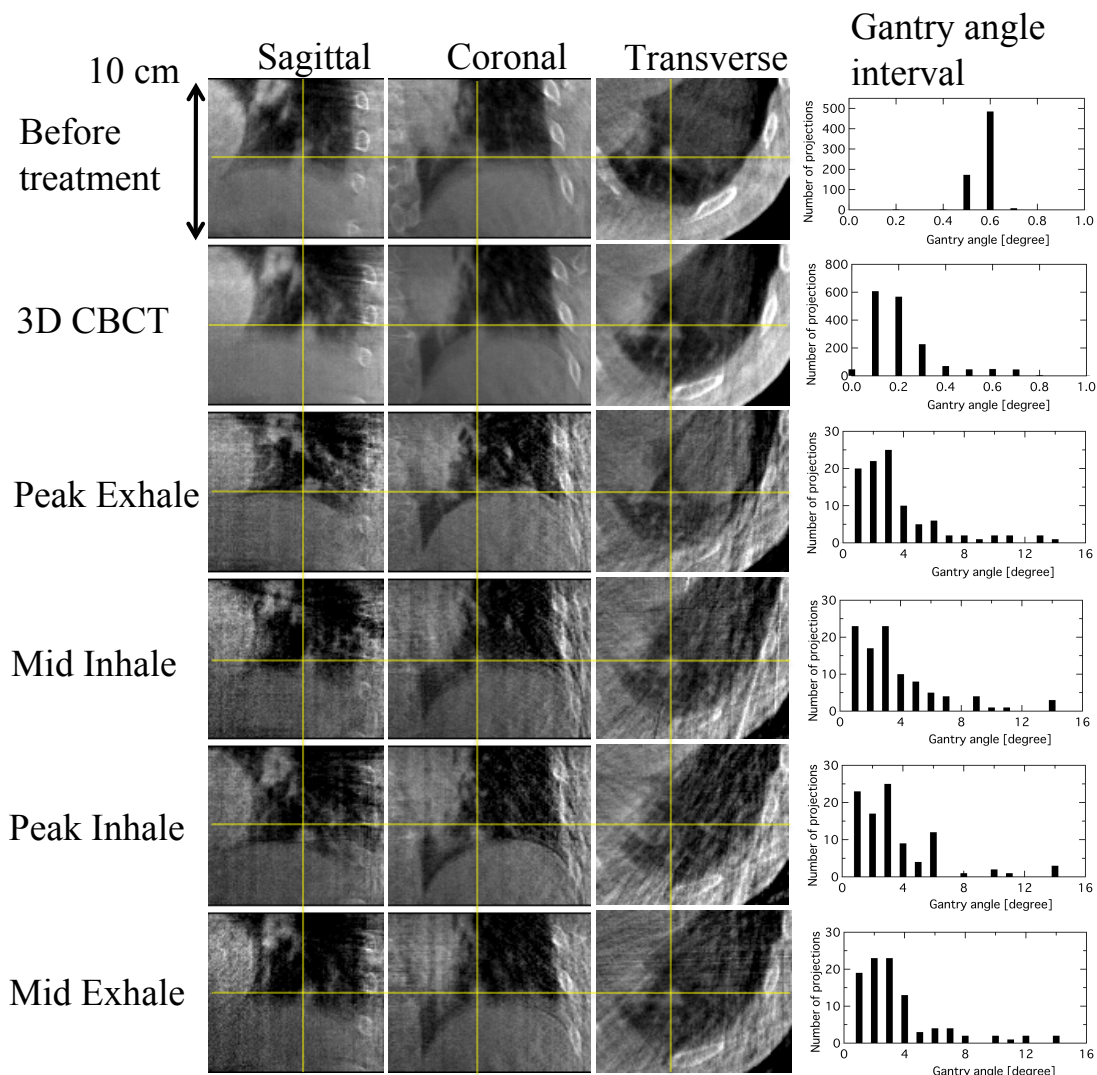 Gantry angle
interval
Sagittal
Coronal
Transverse
10 cm
Before
treatment
Number of projections
500
400
300
200
100
0
0.0 0.2 0.4 0.6 0.8 1.0
Gantry angle [degree]
3D CBCT
Number of projections
800
600
400
200
0
0.0 0.2 0.4 0.6 0.8 1.0
Gantry angle [degree]
Peak Exhale
Number of projections
30
20
10
0
0 4 8 12 16
Gantry angle [degree]
Mid Inhale
Number of projections
30
20
10
0
0 4 8 12 16
Gantry angle [degree]
Peak Inhale
Number of projections
30
20
10
0
0 4 8 12 16
Gantry angle [degree]
Mid Exhale
Number of projections
30
20
10
0
0 4 8 12 16
Gantry angle [degree]